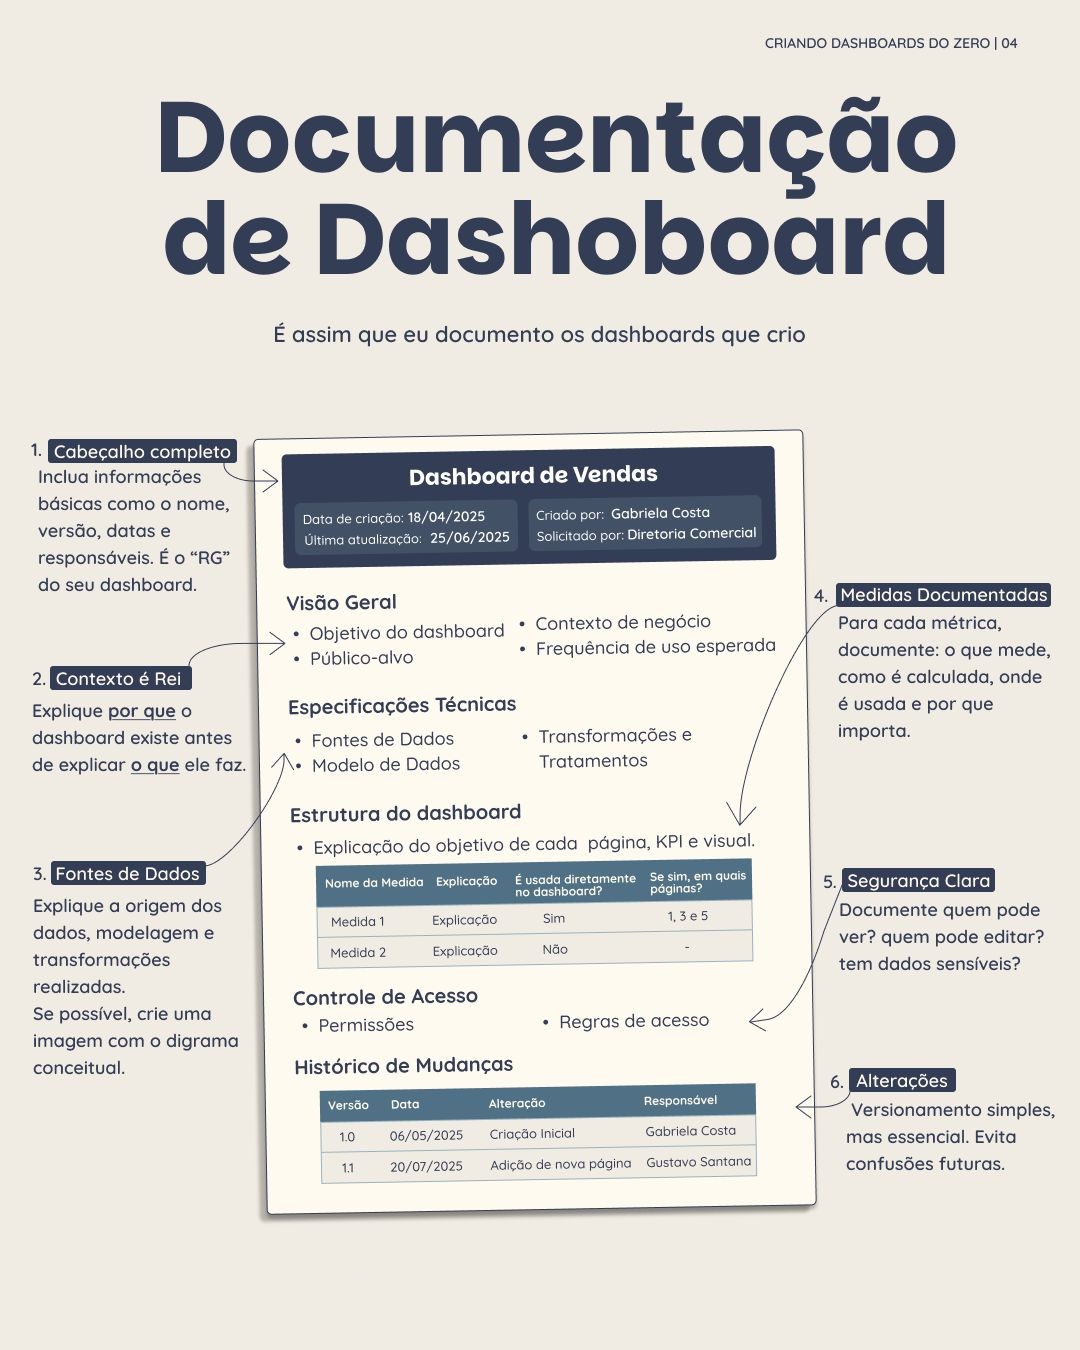 CRIANDO DASHBOARDS DO ZERO | 04
Documentação
de Dashoboard
É assim que eu documento os dashboards que crio
1. Cabeçalho completo
Inclua informações
básicas como o nome,
versão, datas e
responsáveis. É o “RG”
do seu dashboard.
2. Contexto é Rei
Explique por que o
dashboard existe antes
de explicar o que ele faz.
3. Fontes de Dados
Explique a origem dos
dados, modelagem e
transformações
realizadas.
Se possível, crie uma
imagem com o digrama
conceitual.
Dashboard de Vendas
Data de criação: 18/04/2025
Última atualização: 25/06/2025
Criado por: Gabriela Costa
Solicitado por: Diretoria Comercial
Visão Geral
• Objetivo do dashboard
• Público-alvo
• Contexto de negócio
• Frequência de uso esperada
Especificações Técnicas
• Fontes de Dados
• Modelo de Dados
• Transformações e
Tratamentos
Estrutura do dashboard
• Explicação do objetivo de cada página, KPI e visual.
Nome da Medida Explicação É usada diretamente no dashboard? Se sim, em quais páginas?
Medida 1 Explicação Sim 1, 3 e 5
Medida 2 Explicação Não -
Controle de Acesso
• Permissões • Regras de acesso
Histórico de Mudanças
Versão Data Alteração Responsável
1.0 06/05/2025 Criação Inicial Gabriela Costa
1.1 20/07/2025 Adição de nova página Gustavo Santana
4. Medidas Documentadas
Para cada métrica,
documente: o que mede,
como é calculada, onde
é usada e por que
importa.
5. Segurança Clara
Documente quem pode
ver? quem pode editar?
tem dados sensíveis?
6. Alterações
Versionamento simples,
mas essencial. Evita
confusões futuras.